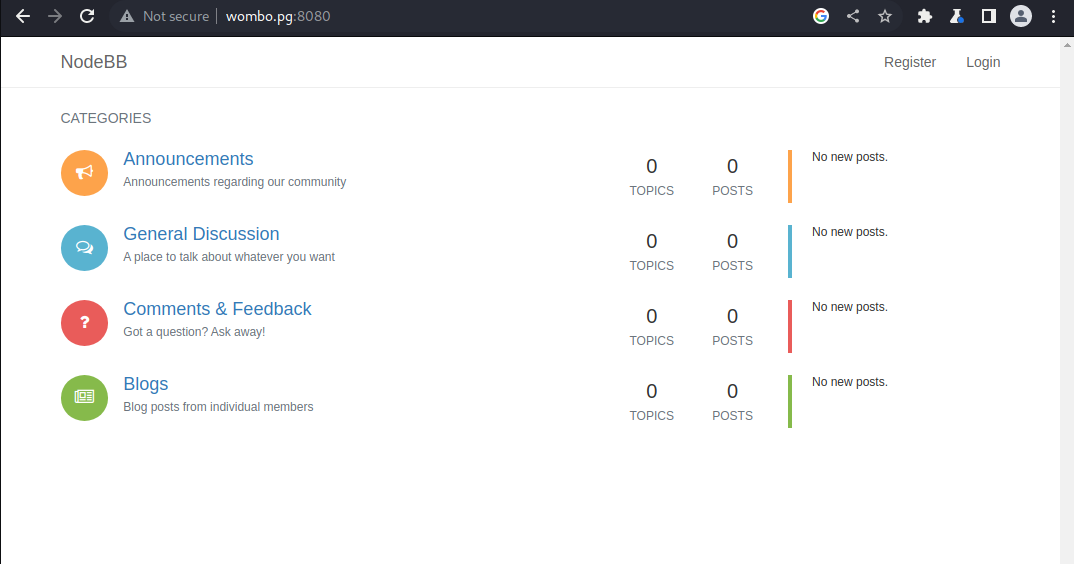 Not secure wombo.pg:8080
NodeBB Register Login
CATEGORIES
Announcements
Announcements regarding our community
0 TOPICS
0 POSTS
No new posts.
General Discussion
A place to talk about whatever you want
0 TOPICS
0 POSTS
No new posts.
Comments & Feedback
Got a question? Ask away!
0 TOPICS
0 POSTS
No new posts.
Blogs
Blog posts from individual members
0 TOPICS
0 POSTS
No new posts.